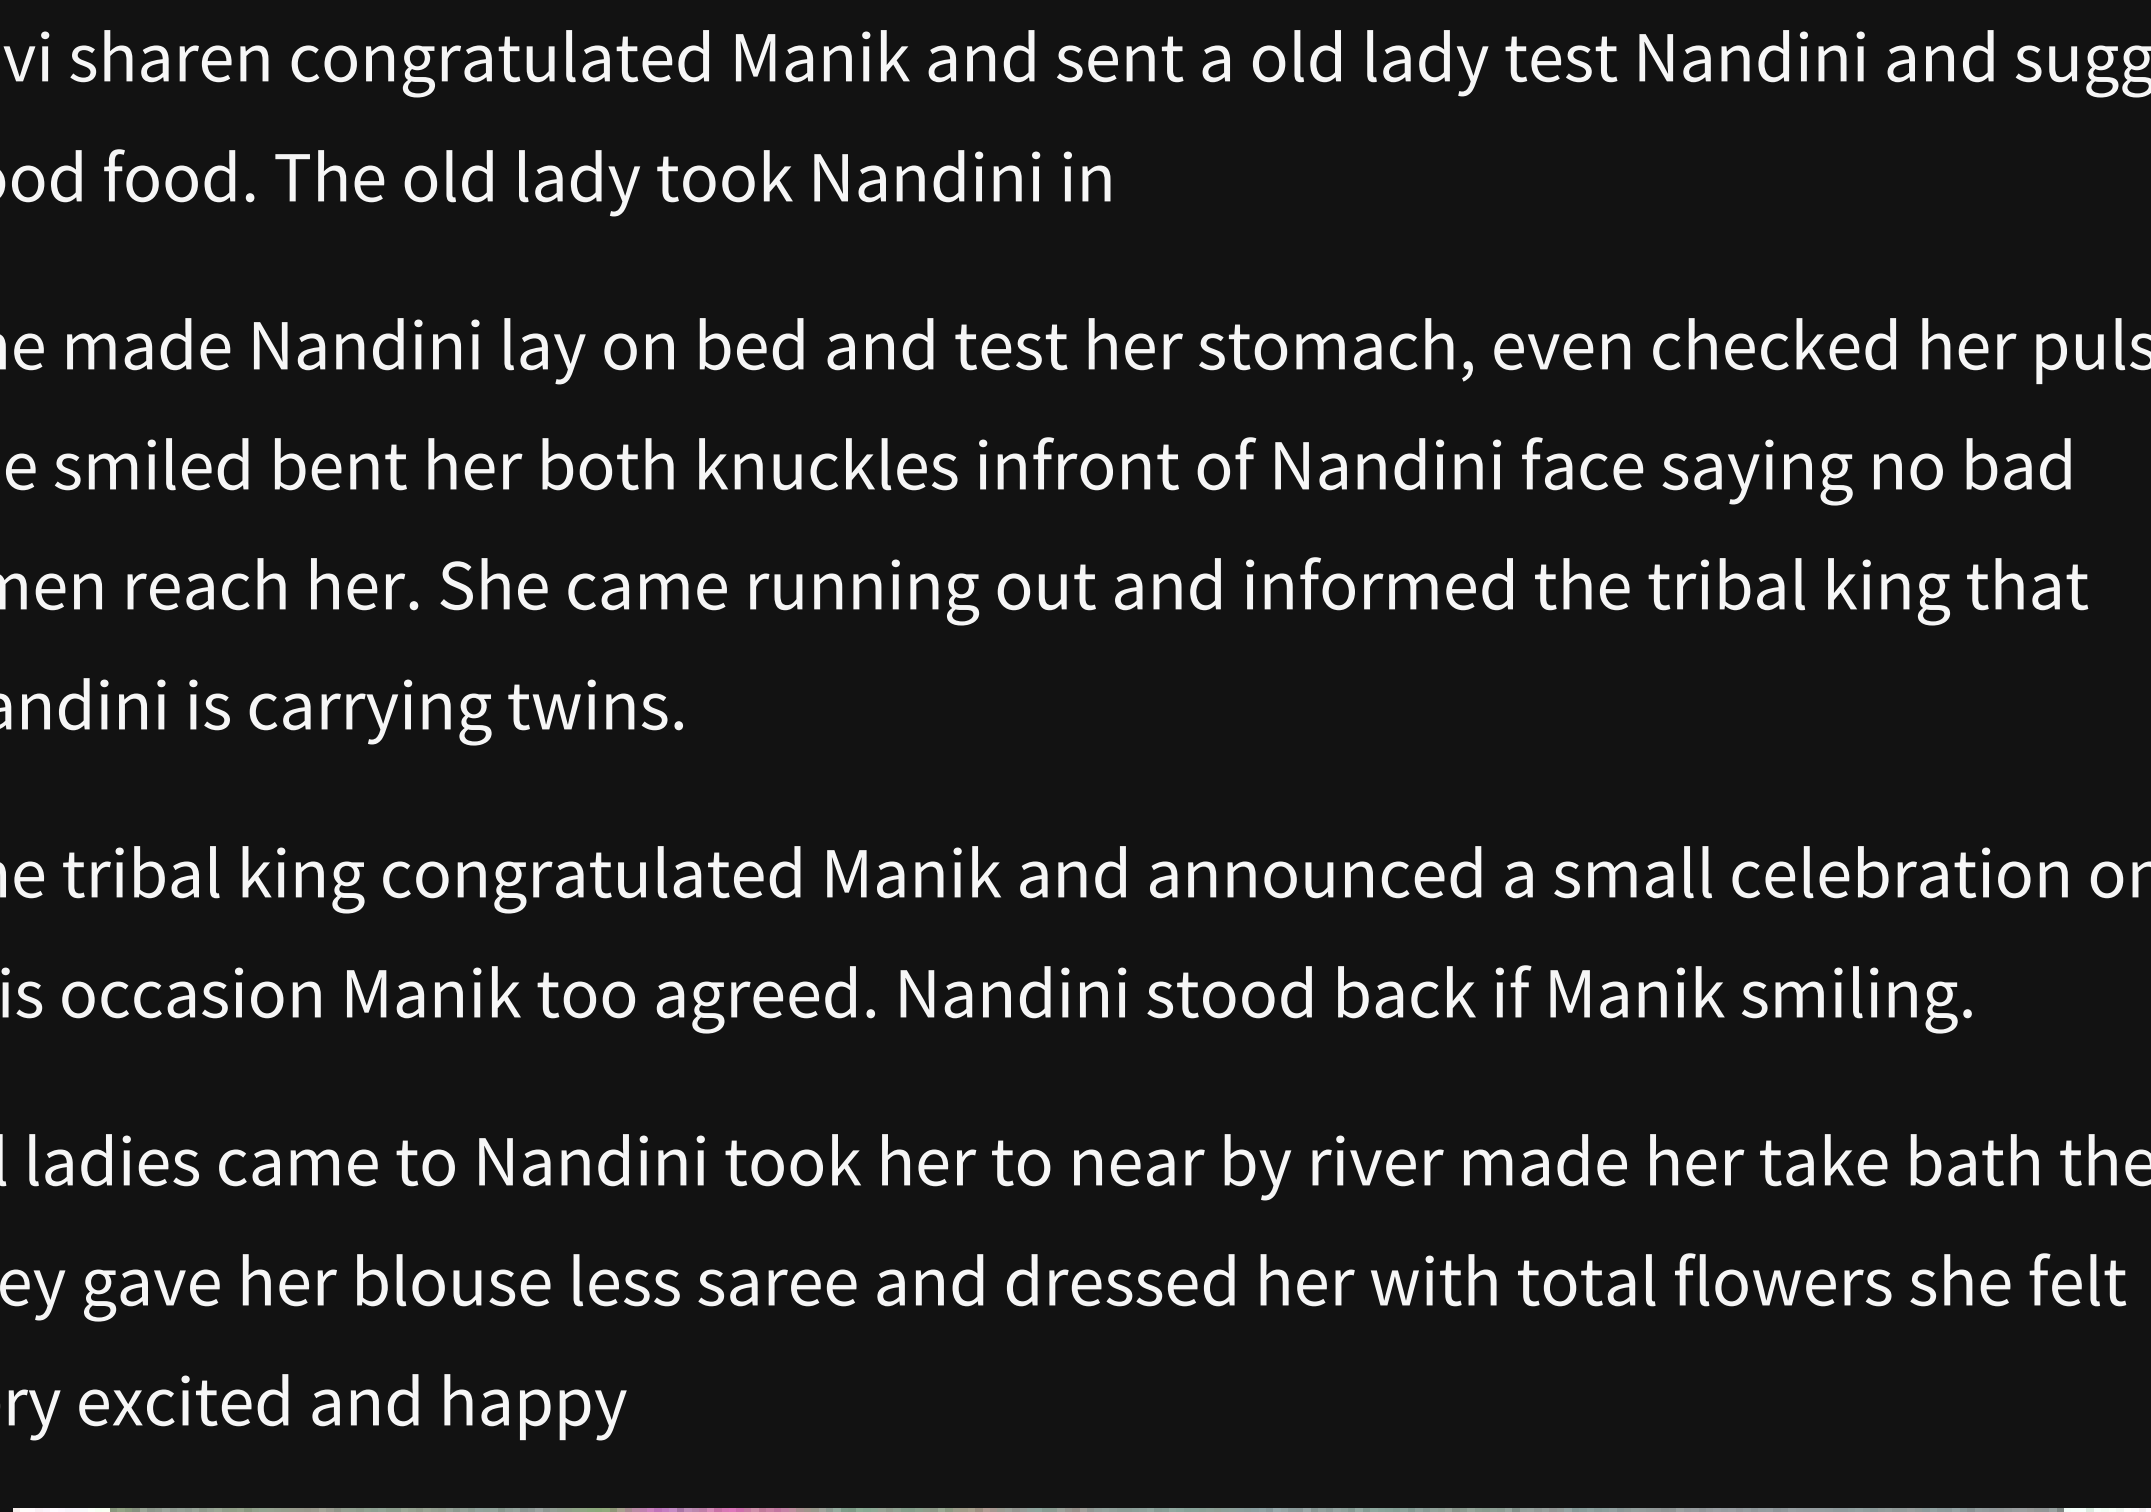 vi sharen congratulated Manik and sent a old lady test Nandini and sugg
ood food. The old lady took Nandini in
he made Nandini lay on bed and test her stomach, even checked her puls
e smiled bent her both knuckles infront of Nandini face saying no bad
men reach her. She came running out and informed the tribal king that
andini is carrying twins.
he tribal king congratulated Manik and announced a small celebration on
is occasion Manik too agreed. Nandini stood back if Manik smiling.
l ladies came to Nandini took her to near by river made her take bath the
ey gave her blouse less saree and dressed her with total flowers she felt
ry excited and happy